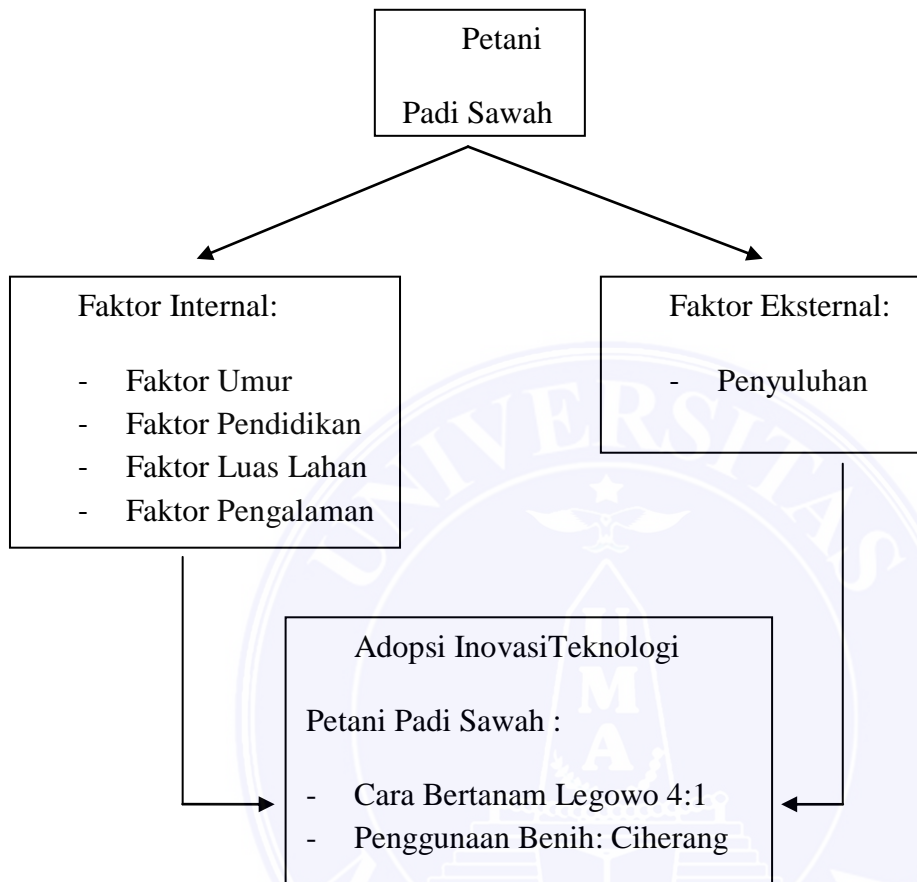 Petani
Padi Sawah
Faktor Internal:
- Faktor Umur
- Faktor Pendidikan
- Faktor Luas Lahan
- Faktor Pengalaman
Faktor Eksternal:
- Penyuluhan
UNIVERSITAS
U
M
A
Adopsi InovasiTeknologi
Petani Padi Sawah :
- Cara Bertanam Legowo 4:1
- Penggunaan Benih: Ciherang